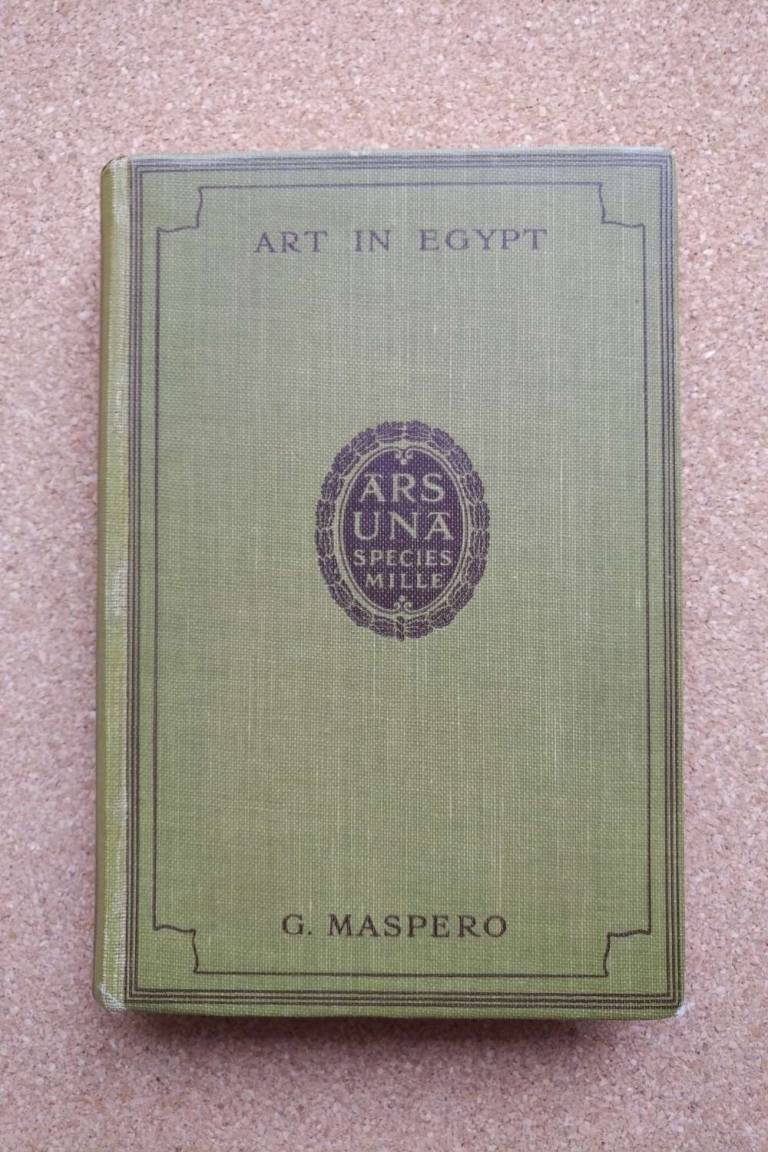 ART IN EGYPT
ARS
UNA
SPECIES
MILLE
G. MASPERO